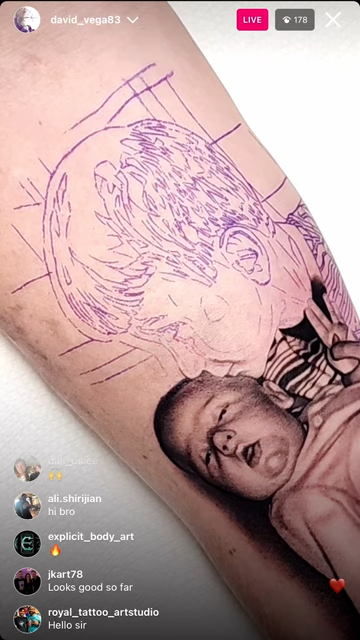 david_vega83
LIVE
178
🙌
ali.shirijian
hi bro
explicit_body_art
🔥
jkart78
Looks good so far
royal_tattoo_artstudio
Hello sir